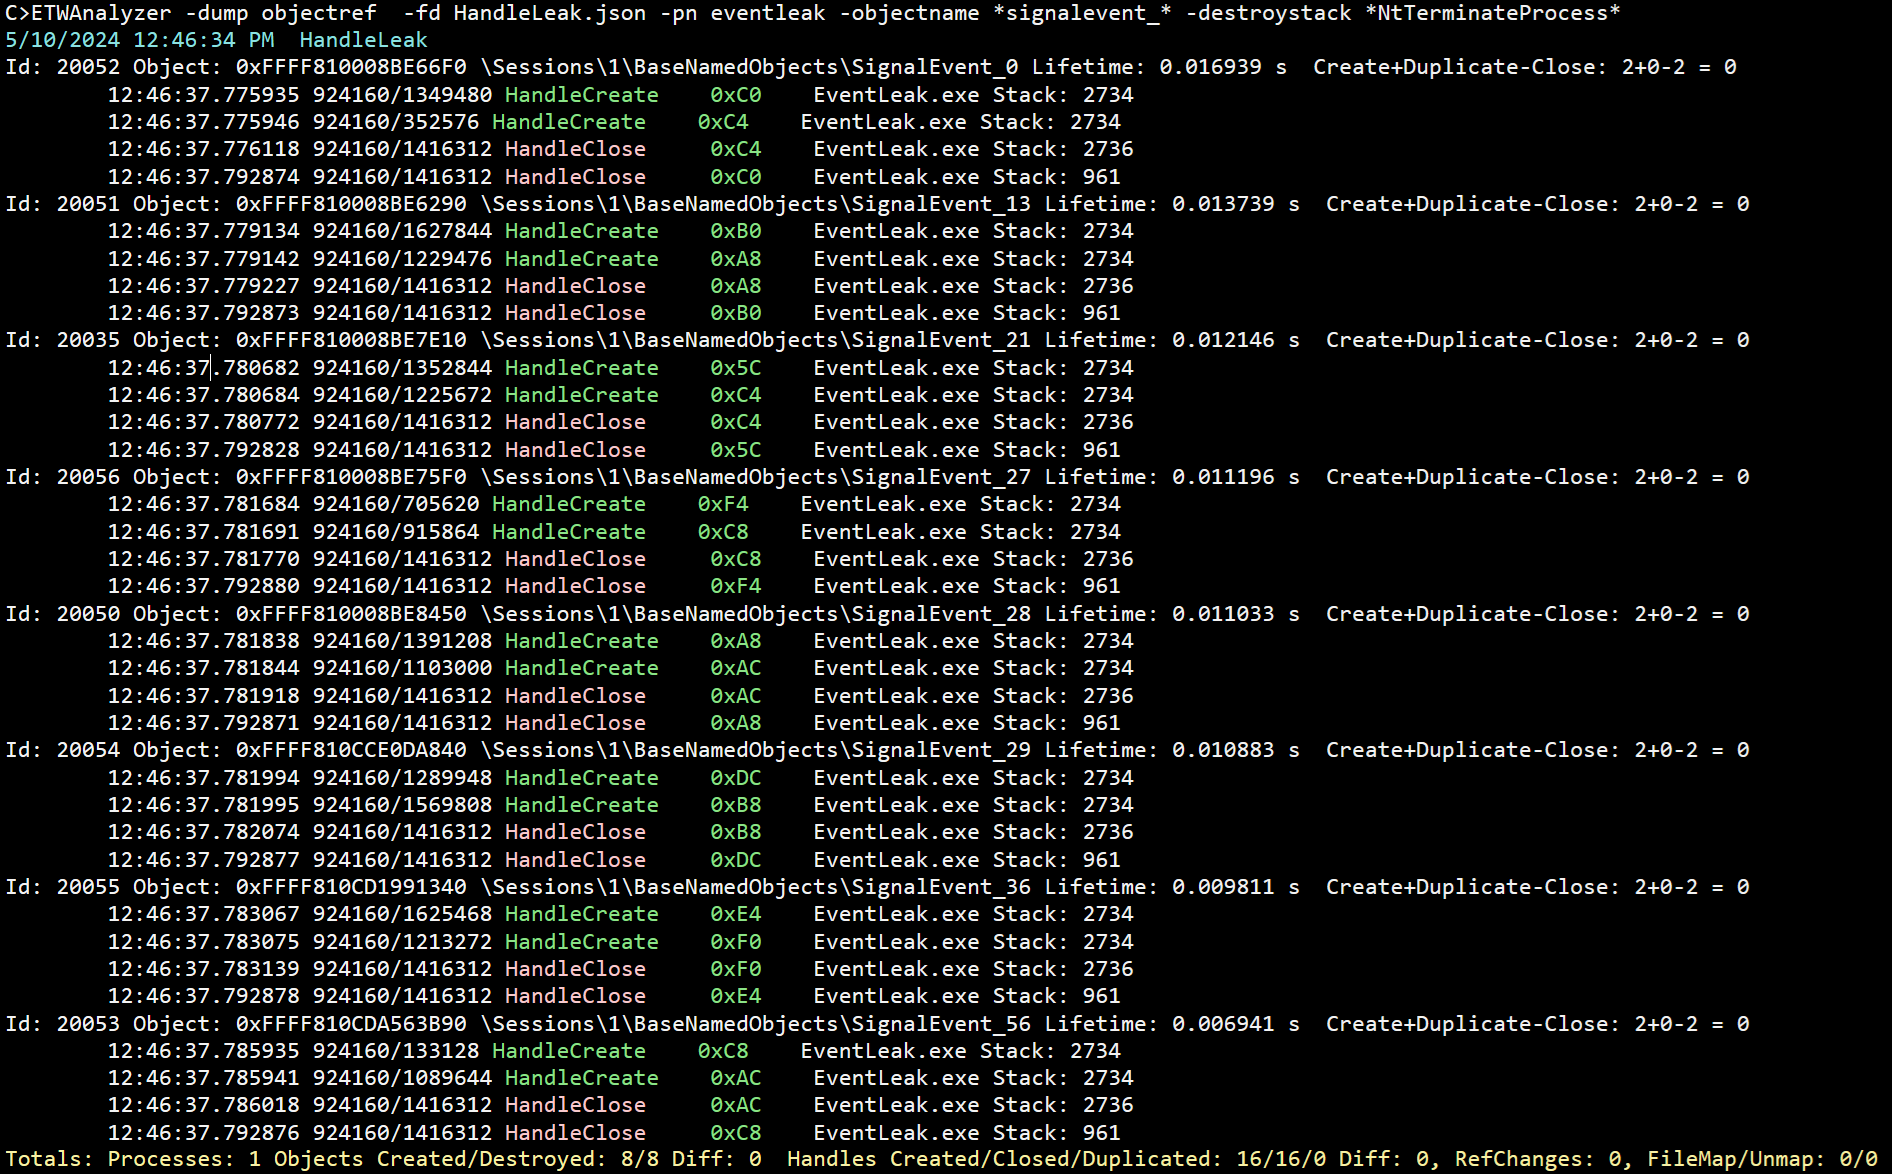 C>ETWAnalyzer -dump objectref  -fd HandleLeak.json -pn eventleak -objectname *signalevent_* -destroystack *NtTerminateProcess*
5/10/2024 12:46:34 PM  HandleLeak
Id: 20052 Object: 0xFFFF810008BE66F0 \Sessions\1\BaseNamedObjects\SignalEvent_0 Lifetime: 0.016939 s  Create+Duplicate-Close: 2+0-2 = 0
        12:46:37.775935 924160/1349480 HandleCreate    0xC0    EventLeak.exe Stack: 2734
        12:46:37.775946 924160/352576 HandleCreate    0xC4    EventLeak.exe Stack: 2734
        12:46:37.776118 924160/1416312 HandleClose     0xC4    EventLeak.exe Stack: 2736
        12:46:37.792874 924160/1416312 HandleClose     0xC0    EventLeak.exe Stack: 961
Id: 20051 Object: 0xFFFF810008BE6290 \Sessions\1\BaseNamedObjects\SignalEvent_13 Lifetime: 0.013739 s  Create+Duplicate-Close: 2+0-2 = 0
        12:46:37.779134 924160/1627844 HandleCreate    0xB0    EventLeak.exe Stack: 2734
        12:46:37.779142 924160/1229476 HandleCreate    0xA8    EventLeak.exe Stack: 2734
        12:46:37.779227 924160/1416312 HandleClose     0xA8    EventLeak.exe Stack: 2736
        12:46:37.792873 924160/1416312 HandleClose     0xB0    EventLeak.exe Stack: 961
Id: 20035 Object: 0xFFFF810008BE7E10 \Sessions\1\BaseNamedObjects\SignalEvent_21 Lifetime: 0.012146 s  Create+Duplicate-Close: 2+0-2 = 0
        12:46:37.780682 924160/1352844 HandleCreate    0x5C    EventLeak.exe Stack: 2734
        12:46:37.780684 924160/1225672 HandleCreate    0xC4    EventLeak.exe Stack: 2734
        12:46:37.780772 924160/1416312 HandleClose     0xC4    EventLeak.exe Stack: 2736
        12:46:37.792828 924160/1416312 HandleClose     0x5C    EventLeak.exe Stack: 961
Id: 20056 Object: 0xFFFF810008BE75F0 \Sessions\1\BaseNamedObjects\SignalEvent_27 Lifetime: 0.011196 s  Create+Duplicate-Close: 2+0-2 = 0
        12:46:37.781684 924160/705620 HandleCreate    0xF4    EventLeak.exe Stack: 2734
        12:46:37.781691 924160/915864 HandleCreate    0xC8    EventLeak.exe Stack: 2734
        12:46:37.781770 924160/1416312 HandleClose     0xC8    EventLeak.exe Stack: 2736
        12:46:37.792880 924160/1416312 HandleClose     0xF4    EventLeak.exe Stack: 961
Id: 20050 Object: 0xFFFF810008BE8450 \Sessions\1\BaseNamedObjects\SignalEvent_28 Lifetime: 0.011033 s  Create+Duplicate-Close: 2+0-2 = 0
        12:46:37.781838 924160/1391208 HandleCreate    0xA8    EventLeak.exe Stack: 2734
        12:46:37.781844 924160/1103000 HandleCreate    0xAC    EventLeak.exe Stack: 2734
        12:46:37.781918 924160/1416312 HandleClose     0xAC    EventLeak.exe Stack: 2736
        12:46:37.792871 924160/1416312 HandleClose     0xA8    EventLeak.exe Stack: 961
Id: 20054 Object: 0xFFFF810CCE0DA840 \Sessions\1\BaseNamedObjects\SignalEvent_29 Lifetime: 0.010883 s  Create+Duplicate-Close: 2+0-2 = 0
        12:46:37.781994 924160/1289948 HandleCreate    0xDC    EventLeak.exe Stack: 2734
        12:46:37.781995 924160/1569808 HandleCreate    0xB8    EventLeak.exe Stack: 2734
        12:46:37.782074 924160/1416312 HandleClose     0xB8    EventLeak.exe Stack: 2736
        12:46:37.792877 924160/1416312 HandleClose     0xDC    EventLeak.exe Stack: 961
Id: 20055 Object: 0xFFFF810CD1991340 \Sessions\1\BaseNamedObjects\SignalEvent_36 Lifetime: 0.009811 s  Create+Duplicate-Close: 2+0-2 = 0
        12:46:37.783067 924160/1625468 HandleCreate    0xE4    EventLeak.exe Stack: 2734
        12:46:37.783075 924160/1213272 HandleCreate    0xF0    EventLeak.exe Stack: 2734
        12:46:37.783139 924160/1416312 HandleClose     0xF0    EventLeak.exe Stack: 2736
        12:46:37.792878 924160/1416312 HandleClose     0xE4    EventLeak.exe Stack: 961
Id: 20053 Object: 0xFFFF810CDA563B90 \Sessions\1\BaseNamedObjects\SignalEvent_56 Lifetime: 0.006941 s  Create+Duplicate-Close: 2+0-2 = 0
        12:46:37.785935 924160/133128 HandleCreate    0xC8    EventLeak.exe Stack: 2734
        12:46:37.785941 924160/1089644 HandleCreate    0xAC    EventLeak.exe Stack: 2734
        12:46:37.786018 924160/1416312 HandleClose     0xAC    EventLeak.exe Stack: 2736
        12:46:37.792876 924160/1416312 HandleClose     0xC8    EventLeak.exe Stack: 961
Totals: Processes: 1 Objects Created/Destroyed: 8/8 Diff: 0  Handles Created/Closed/Duplicated: 16/16/0 Diff: 0, RefChanges: 0, FileMap/Unmap: 0/0